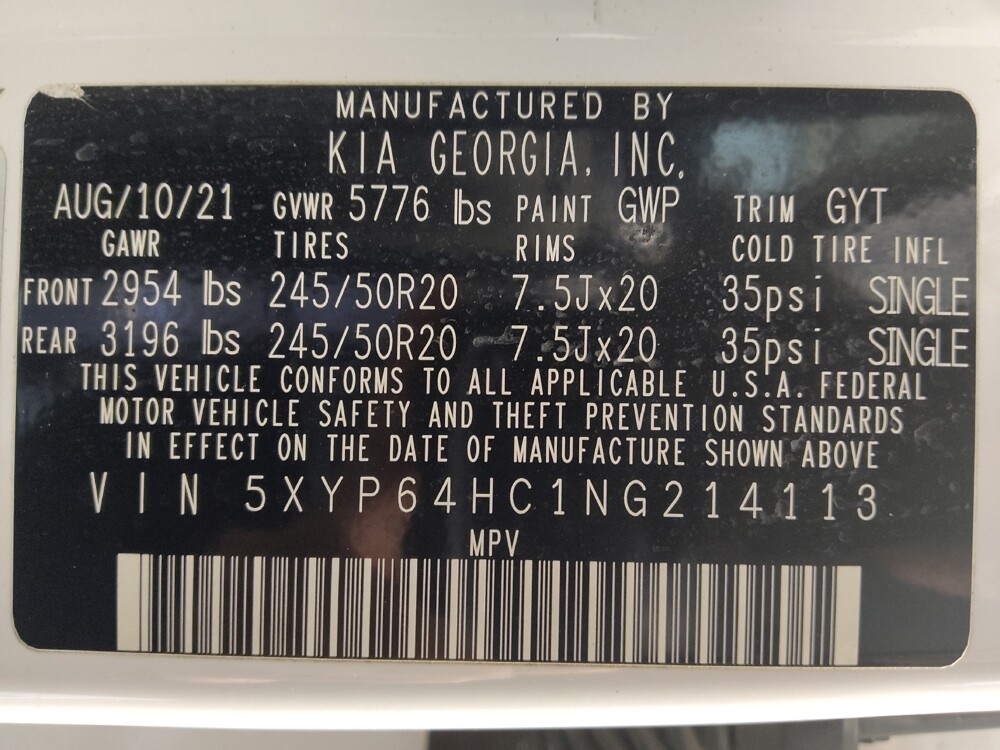 MANUFACTURED BY
KIA GEORGIA, INC.
AUG/10/21 GVWR 5776 lbs PAINT GWP TRIM GYT
GAWR TIRES RIMS COLD TIRE INFL
FRONT 2954 lbs 245/50R20 7.5Jx20 35psi SINGLE
REAR 3196 lbs 245/50R20 7.5Jx20 35psi SINGLE
THIS VEHICLE CONFORMS TO ALL APPLICABLE U.S.A. FEDERAL
MOTOR VEHICLE SAFETY AND THEFT PREVENTION STANDARDS
IN EFFECT ON THE DATE OF MANUFACTURE SHOWN ABOVE
VIN 5XYP64HC1NG214113
MPV